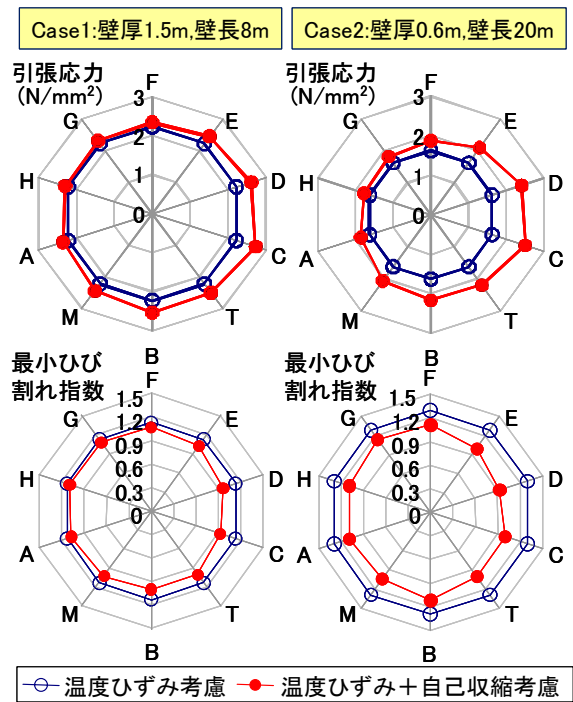 Case1:壁厚1.5m,壁長8m
Case2:壁厚0.6m,壁長20m
引張応力
(N/mm²)
F
3
G
E
2
H
D
1
0
A
C
M
T
B
引張応力
(N/mm²)
F
3
G
E
2
H
D
1
0
A
C
M
T
B
最小ひび
割れ指数
F
1.5
G
1.2
E
0.9
H
0.6
D
0.3
0
A
C
M
T
B
最小ひび
割れ指数
F
1.5
G
1.2
E
0.9
H
0.6
D
0.3
0
A
C
M
T
B
温度ひずみ考慮
温度ひずみ+自己収縮考慮